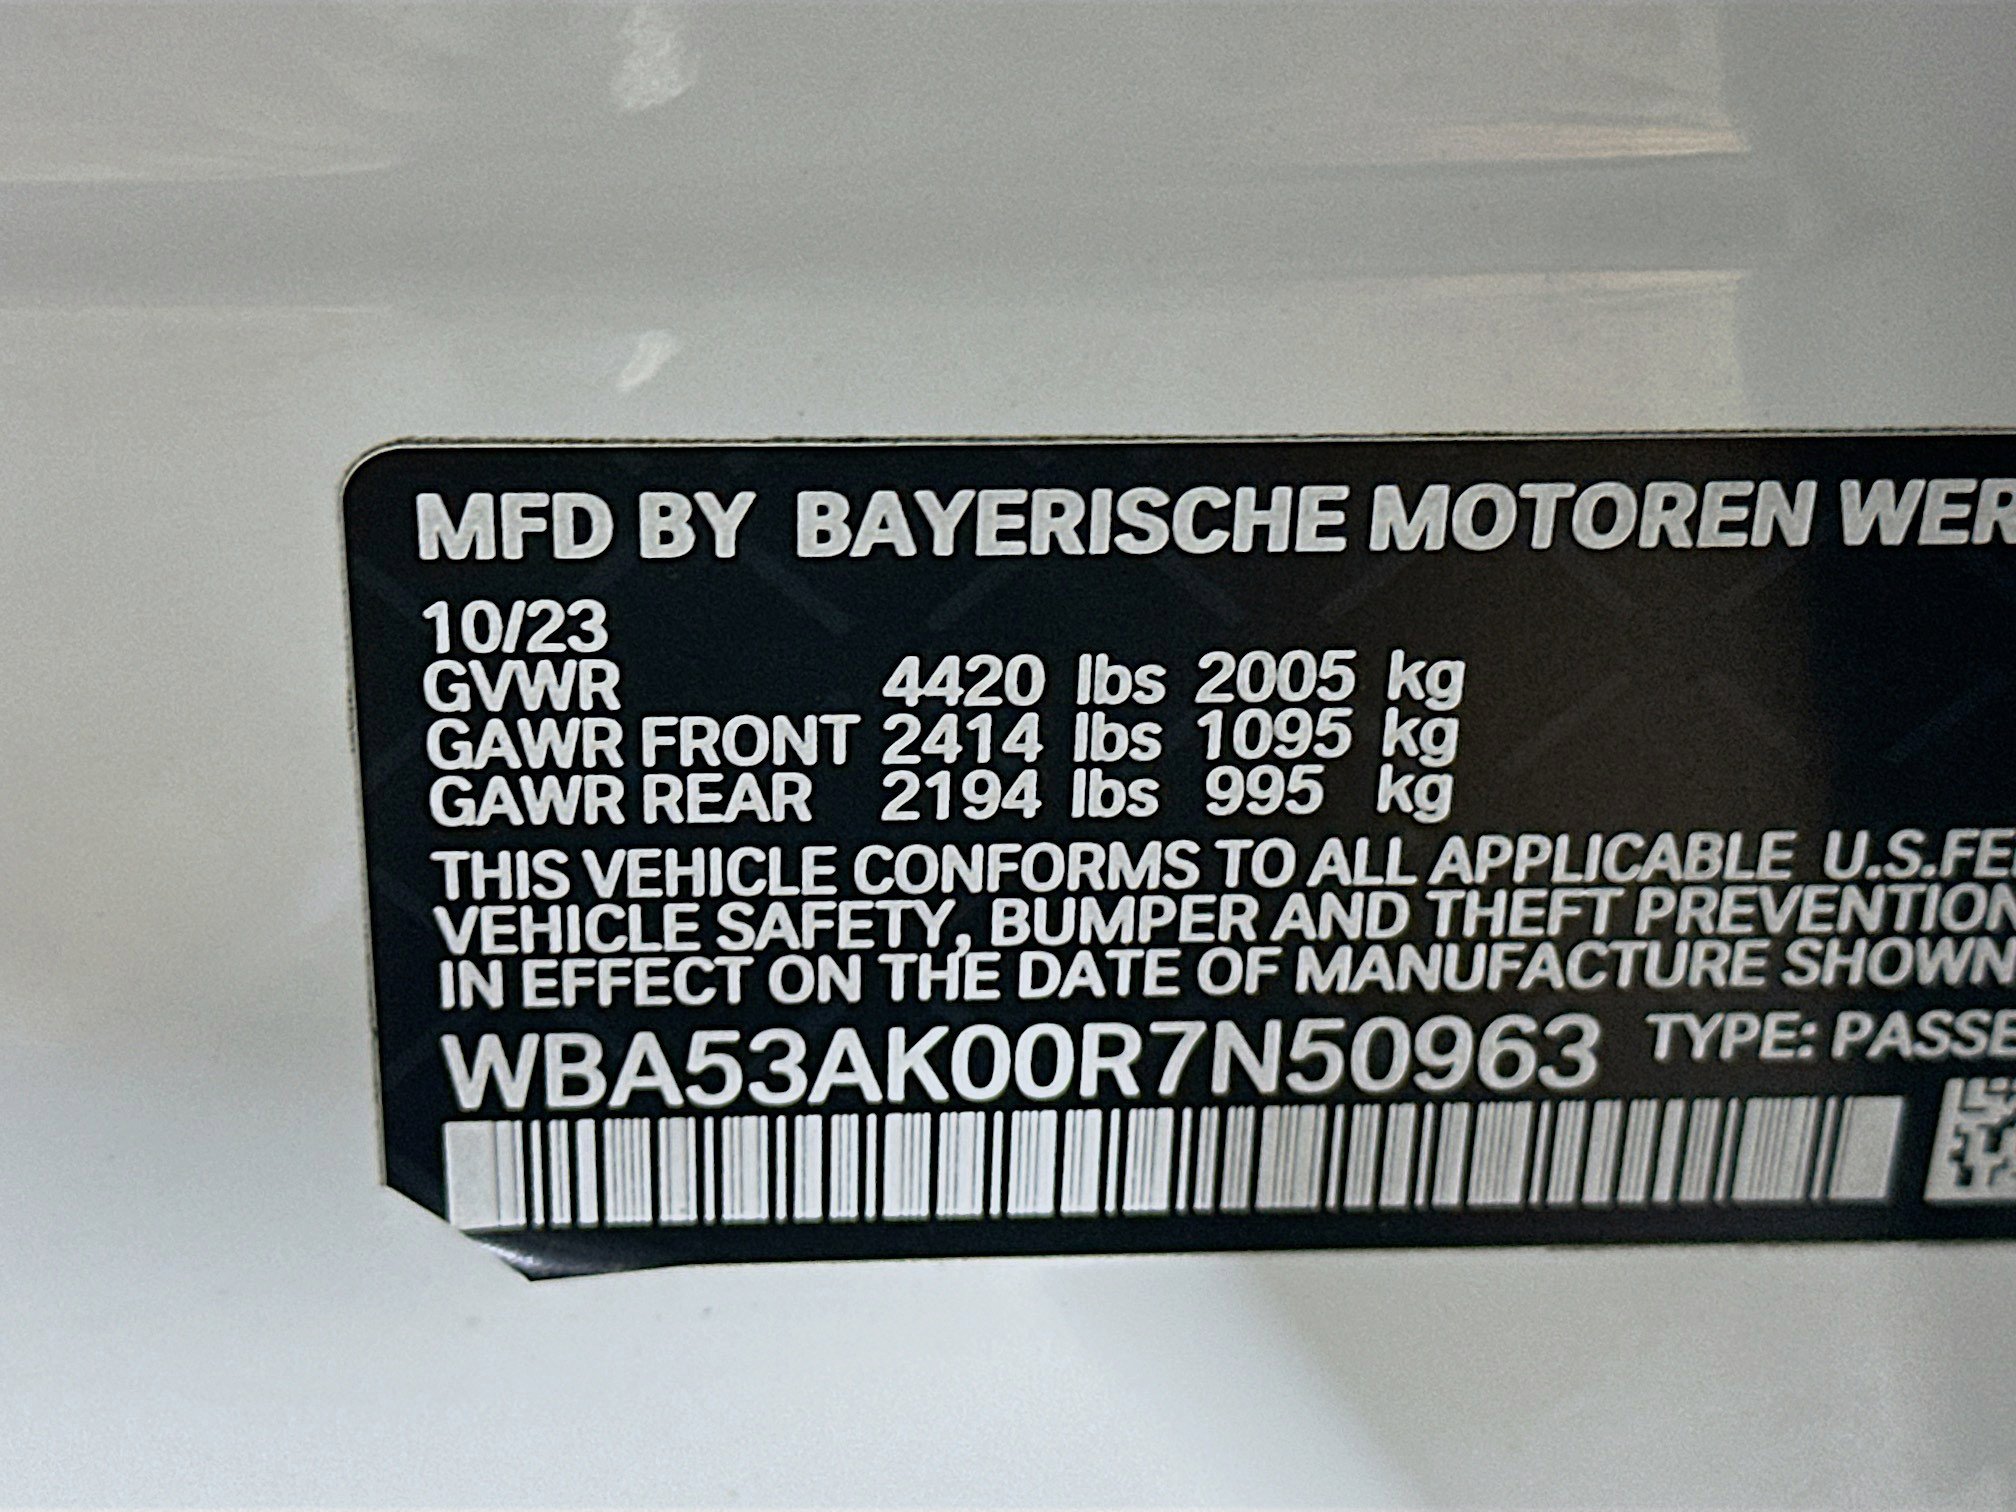 MFD BY BAYERISCHE MOTOREN WER
10/23
GVWR 4420 lbs 2005 kg
GAWR FRONT 2414 lbs 1095 kg
GAWR REAR 2194 lbs 995 kg
THIS VEHICLE CONFORMS TO ALL APPLICABLE U.S.FE
VEHICLE SAFETY, BUMPER AND THEFT PREVENTION
IN EFFECT ON THE DATE OF MANUFACTURE SHOWN
WBA53AK00R7N50963 TYPE: PASSE